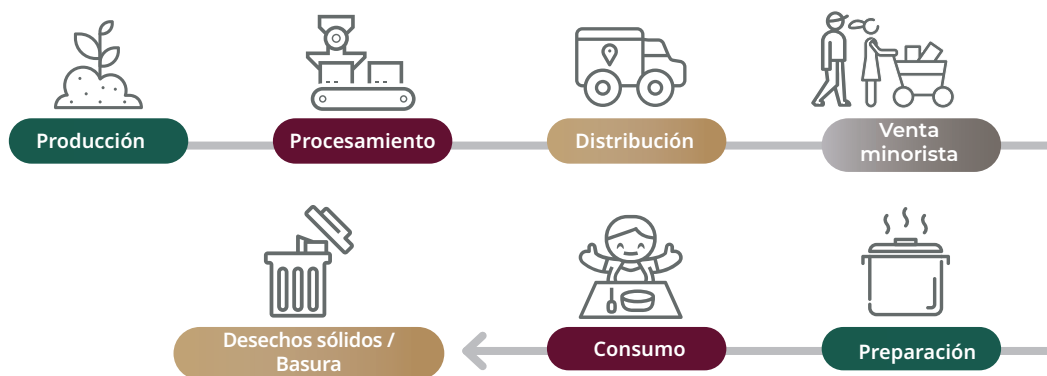 Producción
Procesamiento
Distribución
Venta
minorista
Desechos sólidos /
Basura
Consumo
Preparación